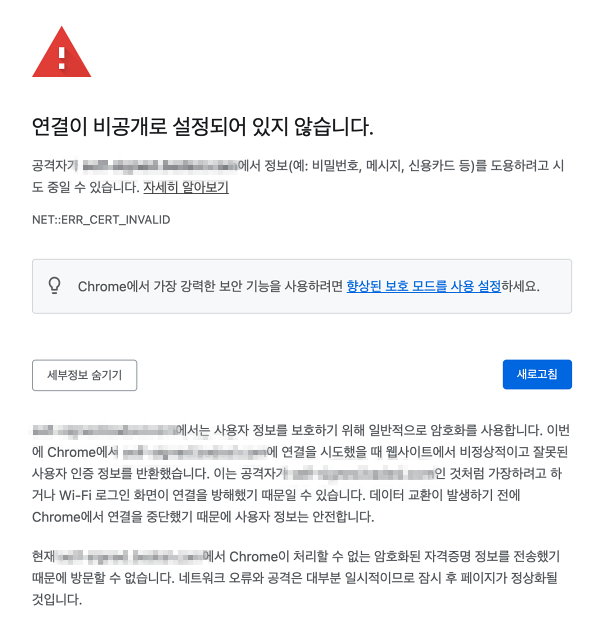 연결이 비공개로 설정되어 있지 않습니다.
공격자가 에서 정보(예: 비밀번호, 메시지, 신용카드 등)를 도용하려고 시
도 중일 수 있습니다. 자세히 알아보기
NET::ERR_CERT_INVALID
Chrome에서 가장 강력한 보안 기능을 사용하려면 향상된 보호 모드를 사용 설정하세요.
세부정보 숨기기
새로고침
에서는 사용자 정보를 보호하기 위해 일반적으로 암호화를 사용합니다. 이번
에 Chrome에서 에 연결을 시도했을 때 웹사이트에서 비정상적이고 잘못된
사용자 인증 정보를 반환했습니다. 이는 공격자가 인 것처럼 가장하려고 하
거나 Wi-Fi 로그인 화면이 연결을 방해했기 때문일 수 있습니다. 데이터 교환이 발생하기 전에
Chrome에서 연결을 중단했기 때문에 사용자 정보는 안전합니다.
현재 에서 Chrome이 처리할 수 없는 암호화된 자격증명 정보를 전송했기
때문에 방문할 수 없습니다. 네트워크 오류와 공격은 대부분 일시적이므로 잠시 후 페이지가 정상화될
것입니다.